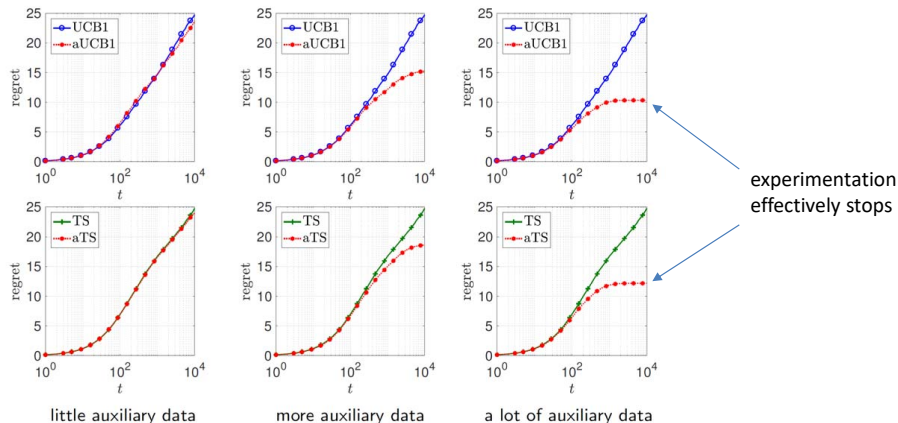 25
20
15
10
5
0
regret
UCB1
aUCB1
10^0
10^2
10^4
t
25
20
15
10
5
0
regret
UCB1
aUCB1
10^0
10^2
10^4
t
25
20
15
10
5
0
regret
UCB1
aUCB1
10^0
10^2
10^4
t
experimentation
effectively stops
25
20
15
10
5
0
regret
TS
aTS
10^0
10^2
10^4
t
25
20
15
10
5
0
regret
TS
aTS
10^0
10^2
10^4
t
25
20
15
10
5
0
regret
TS
aTS
10^0
10^2
10^4
t
little auxiliary data
more auxiliary data
a lot of auxiliary data